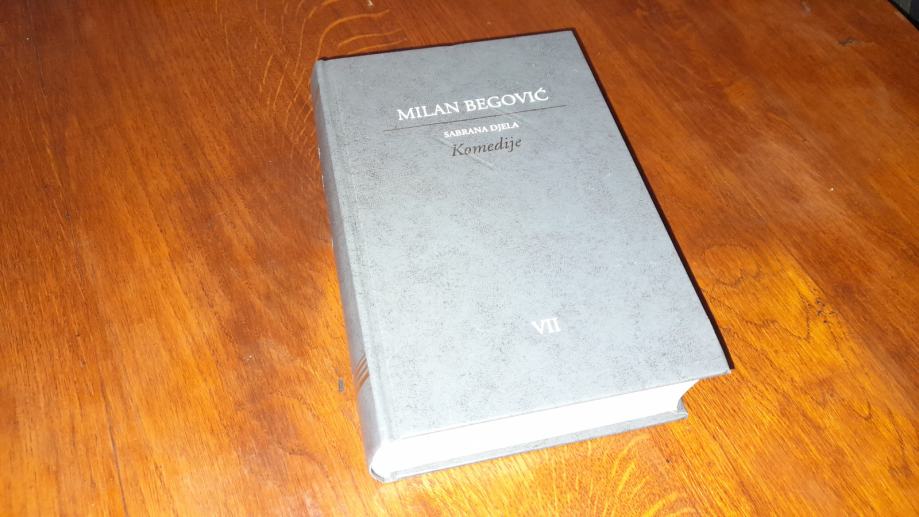 MILAN BEGOVIĆ
SABRANA DJELA
Komedije
VII